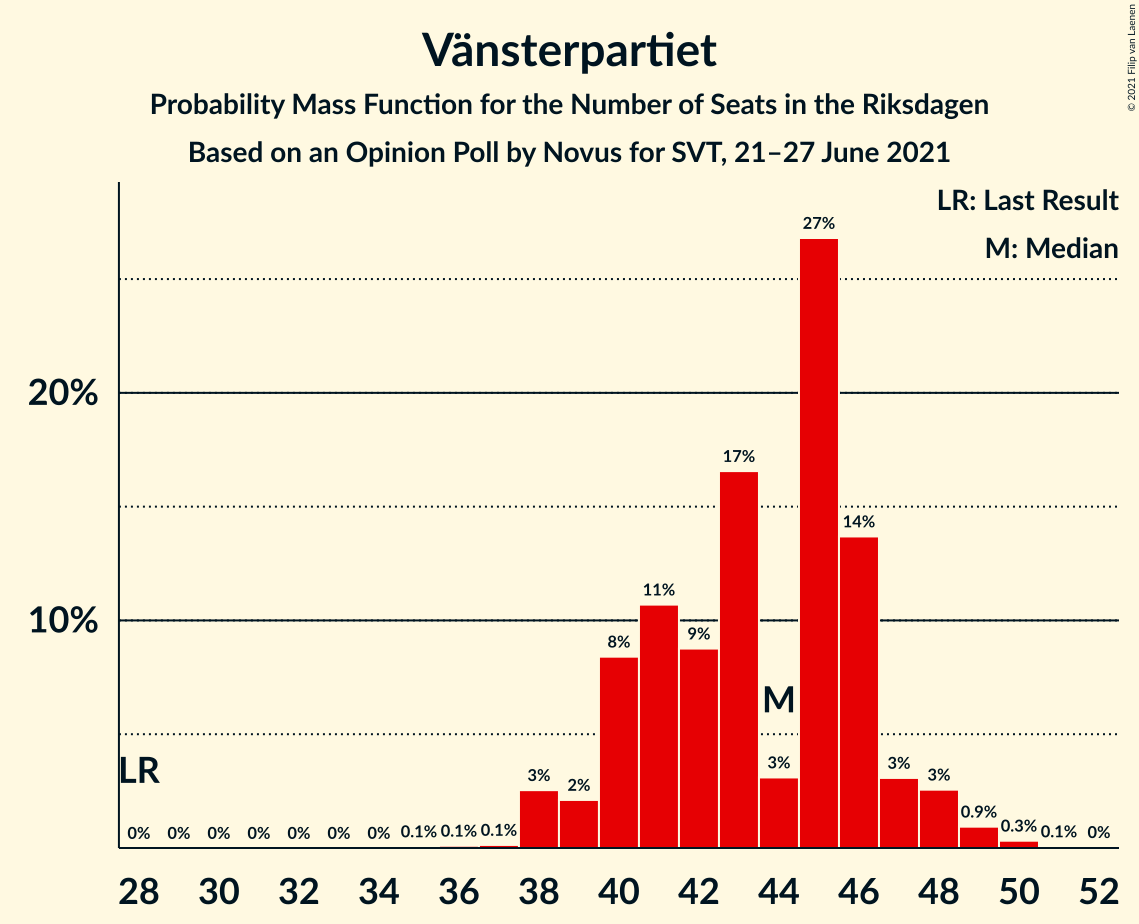 Vänsterpartiet
Probability Mass Function for the Number of Seats in the Riksdagen
Based on an Opinion Poll by Novus for SVT, 21–27 June 2021
© 2021 Filip van Laenen
LR: Last Result
M: Median
20%
10%
LR
M
0% 0% 0% 0% 0% 0% 0% 0.1% 0.1% 0.1% 3% 2% 8% 11% 9% 17% 3% 27% 14% 3% 3% 0.9% 0.3% 0.1% 0%
28 30 32 34 36 38 40 42 44 46 48 50 52